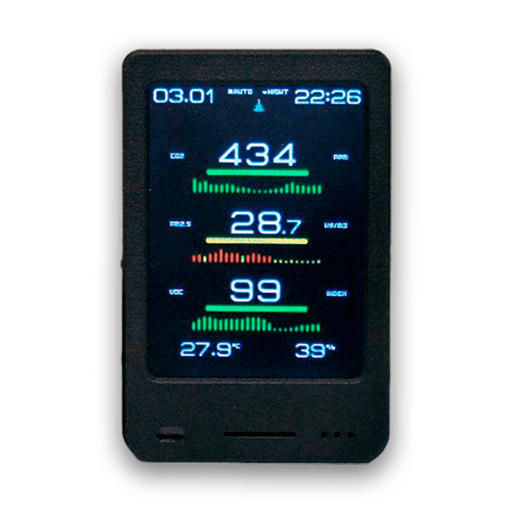 03.01 AUTO NIGHT 22:26
CO2 434 PPM
PM2.5 28.7 µg/m3
VOC 99 INDEX
27.9°C 39%